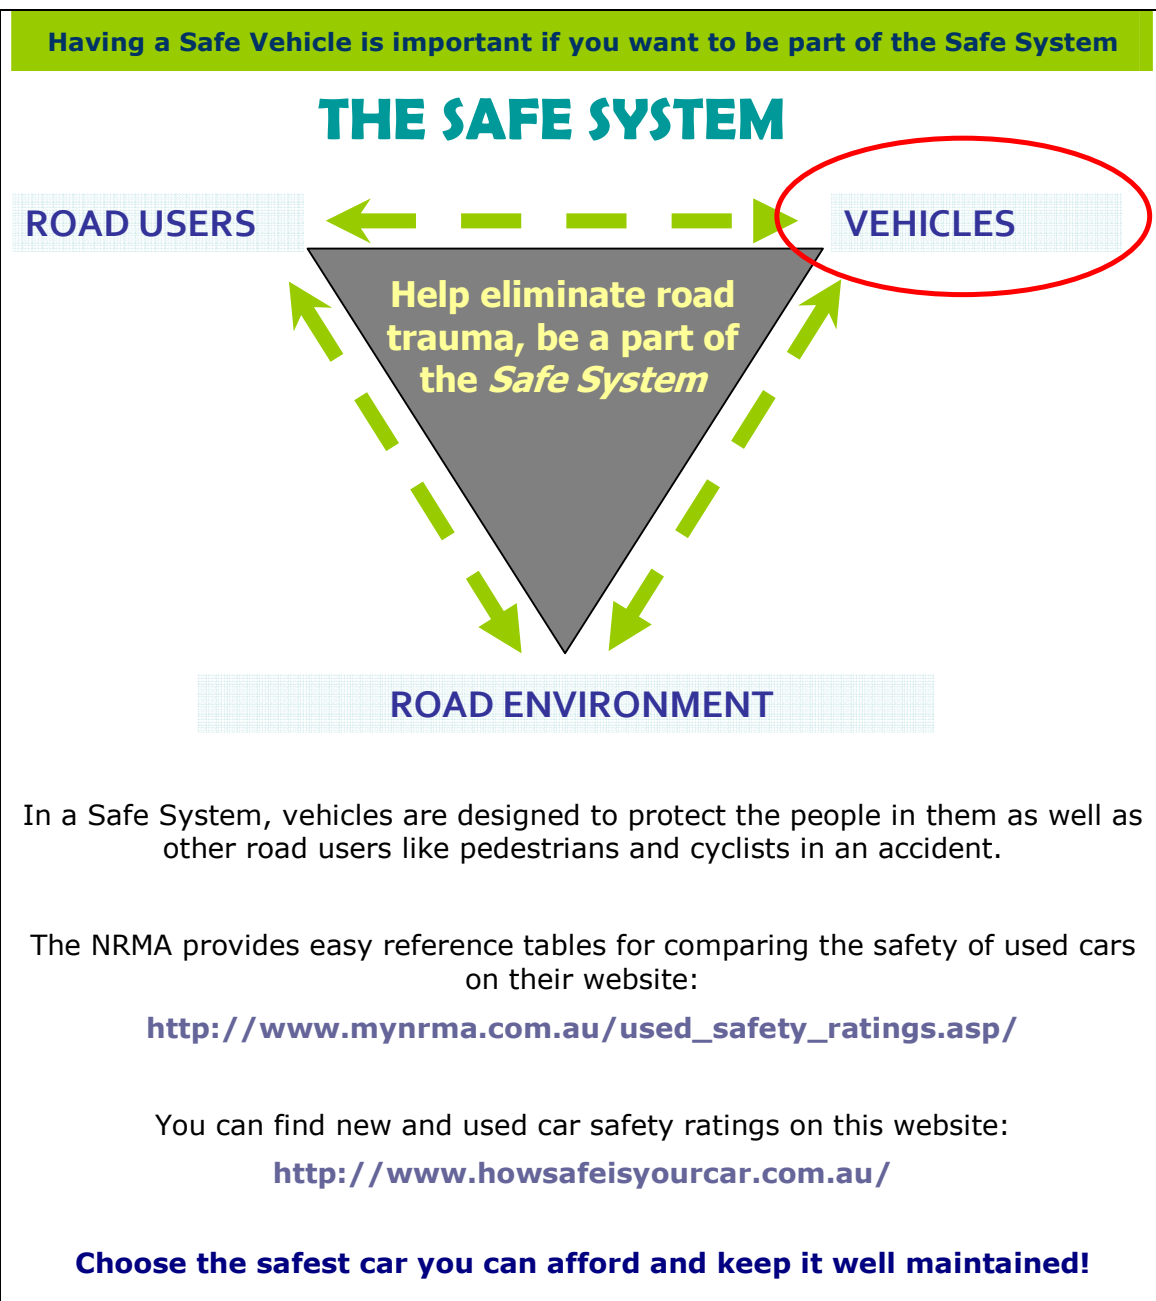 Having a Safe Vehicle is important if you want to be part of the Safe System
THE SAFE SYSTEM
ROAD USERS
VEHICLES
Help eliminate road
trauma, be a part of
the Safe System
ROAD ENVIRONMENT
In a Safe System, vehicles are designed to protect the people in them as well as
other road users like pedestrians and cyclists in an accident.
The NRMA provides easy reference tables for comparing the safety of used cars
on their website:
http://www.mynrma.com.au/used_safety_ratings.asp/
You can find new and used car safety ratings on this website:
http://www.howsafeisyourcar.com.au/
Choose the safest car you can afford and keep it well maintained!